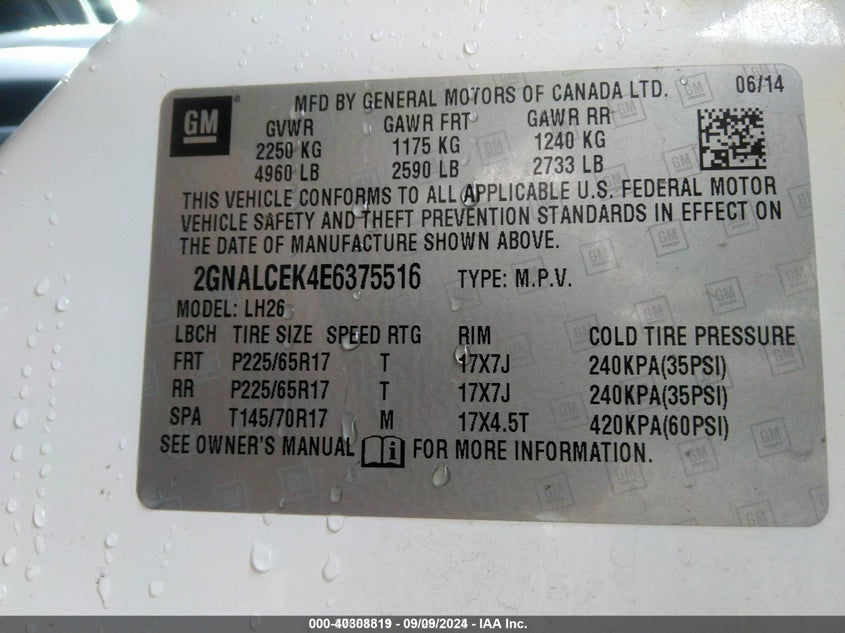 GM ® MFD BY GENERAL MOTORS OF CANADA LTD. 06/14
GVWR GAWR FRT GAWR RR
2250 KG 1175 KG 1240 KG
4960 LB 2590 LB 2733 LB
THIS VEHICLE CONFORMS TO ALL APPLICABLE U.S. FEDERAL MOTOR
VEHICLE SAFETY AND THEFT PREVENTION STANDARDS IN EFFECT ON
THE DATE OF MANUFACTURE SHOWN ABOVE.
2GNALCEK4E6375516 TYPE: M.P.V.
MODEL: LH26
LBCH TIRE SIZE SPEED RTG RIM COLD TIRE PRESSURE
FRT P225/65R17 T 17X7J 240KPA(35PSI)
RR P225/65R17 T 17X7J 240KPA(35PSI)
SPA T145/70R17 M 17X4.5T 420KPA(60PSI)
SEE OWNER'S MANUAL FOR MORE INFORMATION.
000-40308819 - 09/09/2024 - IAA Inc.